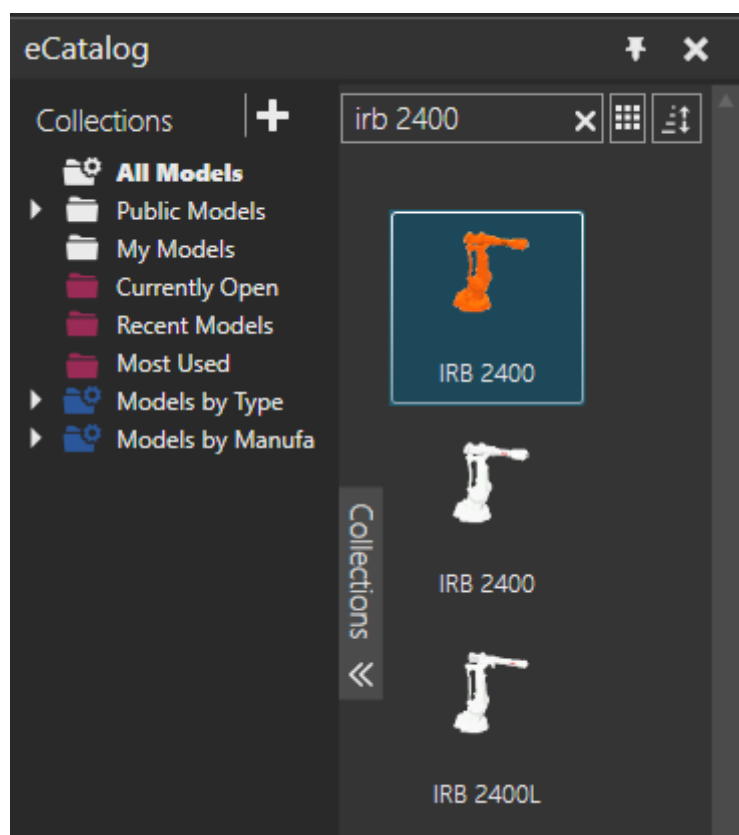 eCatalog
Collections
All Models
Public Models
My Models
Currently Open
Recent Models
Most Used
Models by Type
Models by Manufa
irb 2400
IRB 2400
Collections
IRB 2400
IRB 2400L